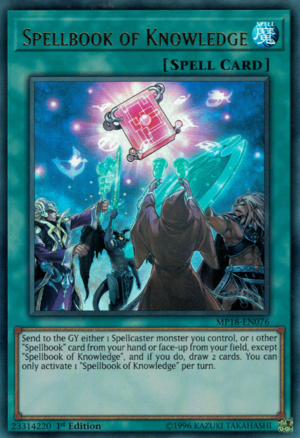 SPELLBOOK OF KNOWLEDGE
SPELL
魔
[SPELL CARD]
MP18-EN076
Send to the GY either 1 Spellcaster monster you control, or 1 other
"Spellbook" card from your hand or face-up from your field, except
"Spellbook of Knowledge", and if you do, draw 2 cards. You can
only activate 1 "Spellbook of Knowledge" per turn.
23314220 1st Edition ©1996 KAZUKI TAKAHASHI